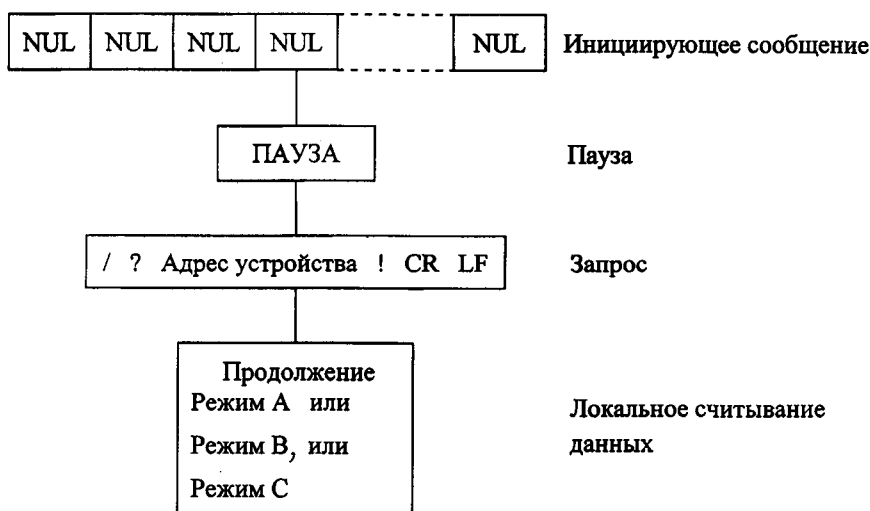 NUL NUL NUL NUL NUL Инициирующее сообщение
ПАУЗА Пауза
/ ? Адрес устройства ! CR LF Запрос
Продолжение
Режим А или
Режим В, или
Режим С
Локальное считывание
данных